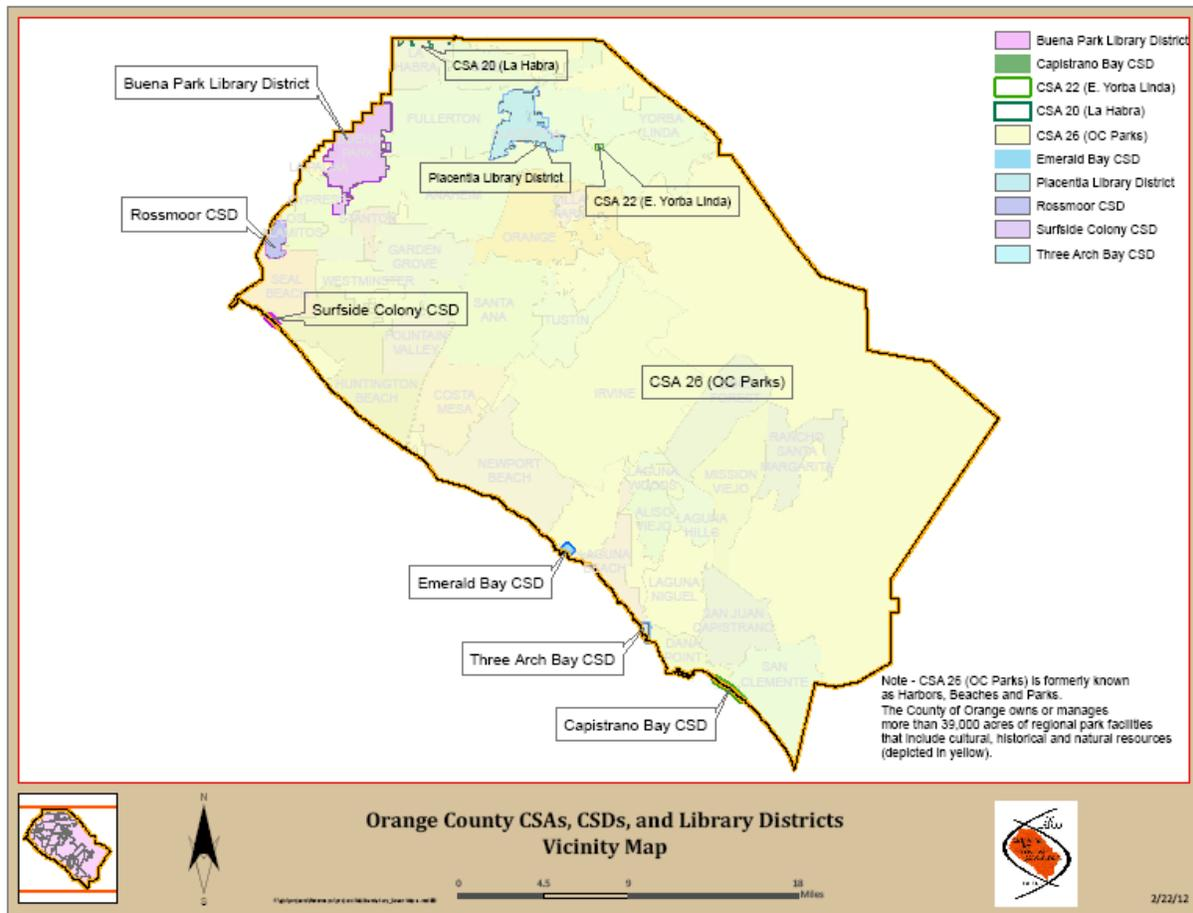 Buena Park Library District
CSA 20 (La Habra)
Rossmoor CSD
Placentia Library District
CSA 22 (E. Yorba Linda)
Surfside Colony CSD
CSA 26 (OC Parks)
Emerald Bay CSD
Three Arch Bay CSD
Capistrano Bay CSD
FULLERTON
YORBA
LINDA
ANAHEIM
STANTON
ORANGE
GARDEN
GROVE
SEAL
BEACH
WESTMINSTER
SANTA
ANA
TUSTIN
FOUNTAIN
VALLEY
HUNTINGTON
BEACH
COSTA
MESA
IRVINE
NEWPORT
BEACH
RANCHO
SANTA
MARGARITA
LAGUNA
WOODS
MISSION
VIEJO
ALISO
VIEJO
LAGUNA
HILLS
LAGUNA
BEACH
LAGUNA
NIGUEL
SAN JUAN
CAPISTRANO
DANA
POINT
SAN
CLEMENTE
Buena Park Library District
Capistrano Bay CSD
CSA 22 (E. Yorba Linda)
CSA 20 (La Habra)
CSA 26 (OC Parks)
Emerald Bay CSD
Placentia Library District
Rossmoor CSD
Surfside Colony CSD
Three Arch Bay CSD
Note - CSA 26 (OC Parks) is formerly known
as Harbors, Beaches and Parks.
The County of Orange owns or manages
more than 39,000 acres of regional park facilities
that include cultural, historical and natural resources
(depicted in yellow).
N
S
Orange County CSAs, CSDs, and Library Districts
Vicinity Map
0 4.5 9 18
Miles
2/22/12